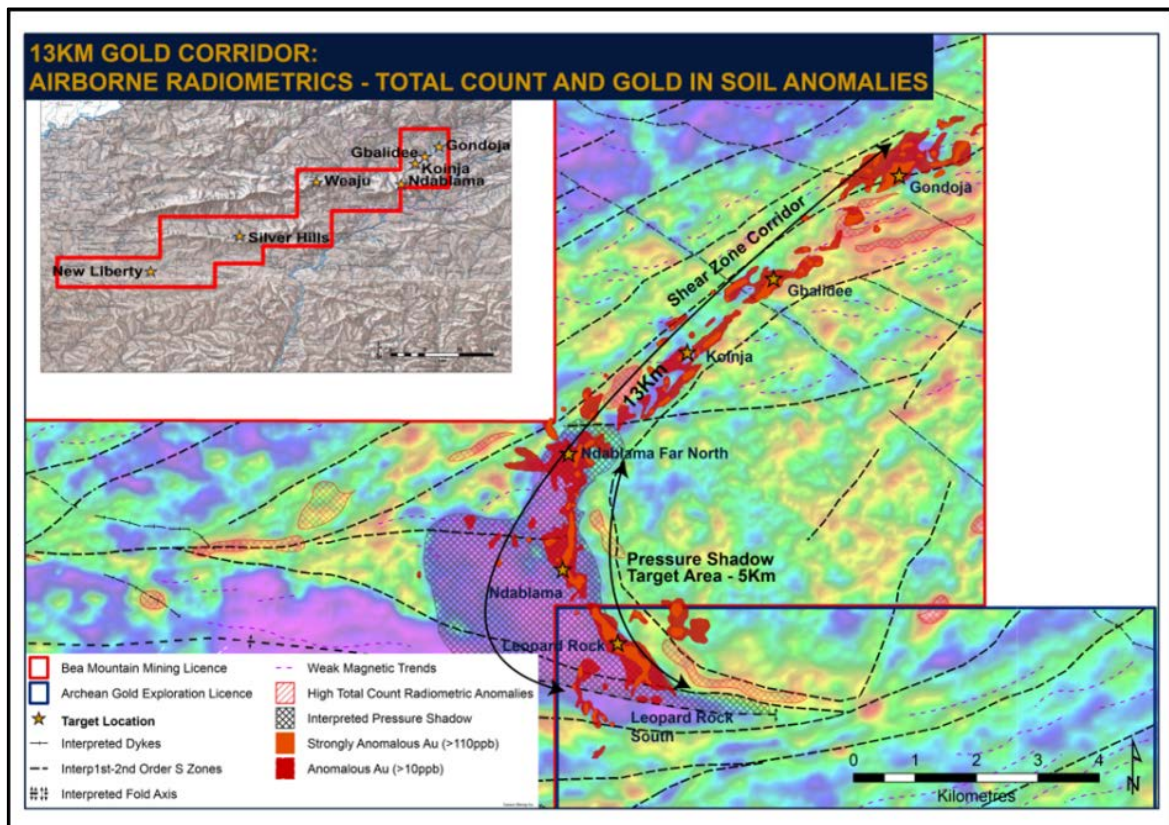 13KM GOLD CORRIDOR:
AIRBORNE RADIOMETRICS - TOTAL COUNT AND GOLD IN SOIL ANOMALIES
Gbalidee
Gondoja
Koinja
Weaju
Ndablama
Silver Hills
New Liberty
Gondoja
Shear Zone Corridor
Gbalidee
Koinja
13Km
Ndablama Far North
Pressure Shadow
Target Area - 5Km
Ndablama
Leopard Rock
Leopard Rock
South
Bea Mountain Mining Licence
Archean Gold Exploration Licence
Target Location
Interpreted Dykes
Interp1st-2nd Order S Zones
Interpreted Fold Axis
Weak Magnetic Trends
High Total Count Radiometric Anomalies
Interpreted Pressure Shadow
Strongly Anomalous Au (>110ppb)
Anomalous Au (>10ppb)
0 1 2 3 4
Kilometres
N